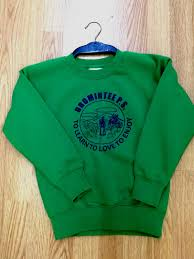 DROMINTEE P.S.
TO LEARN TO LOVE TO ENJOY